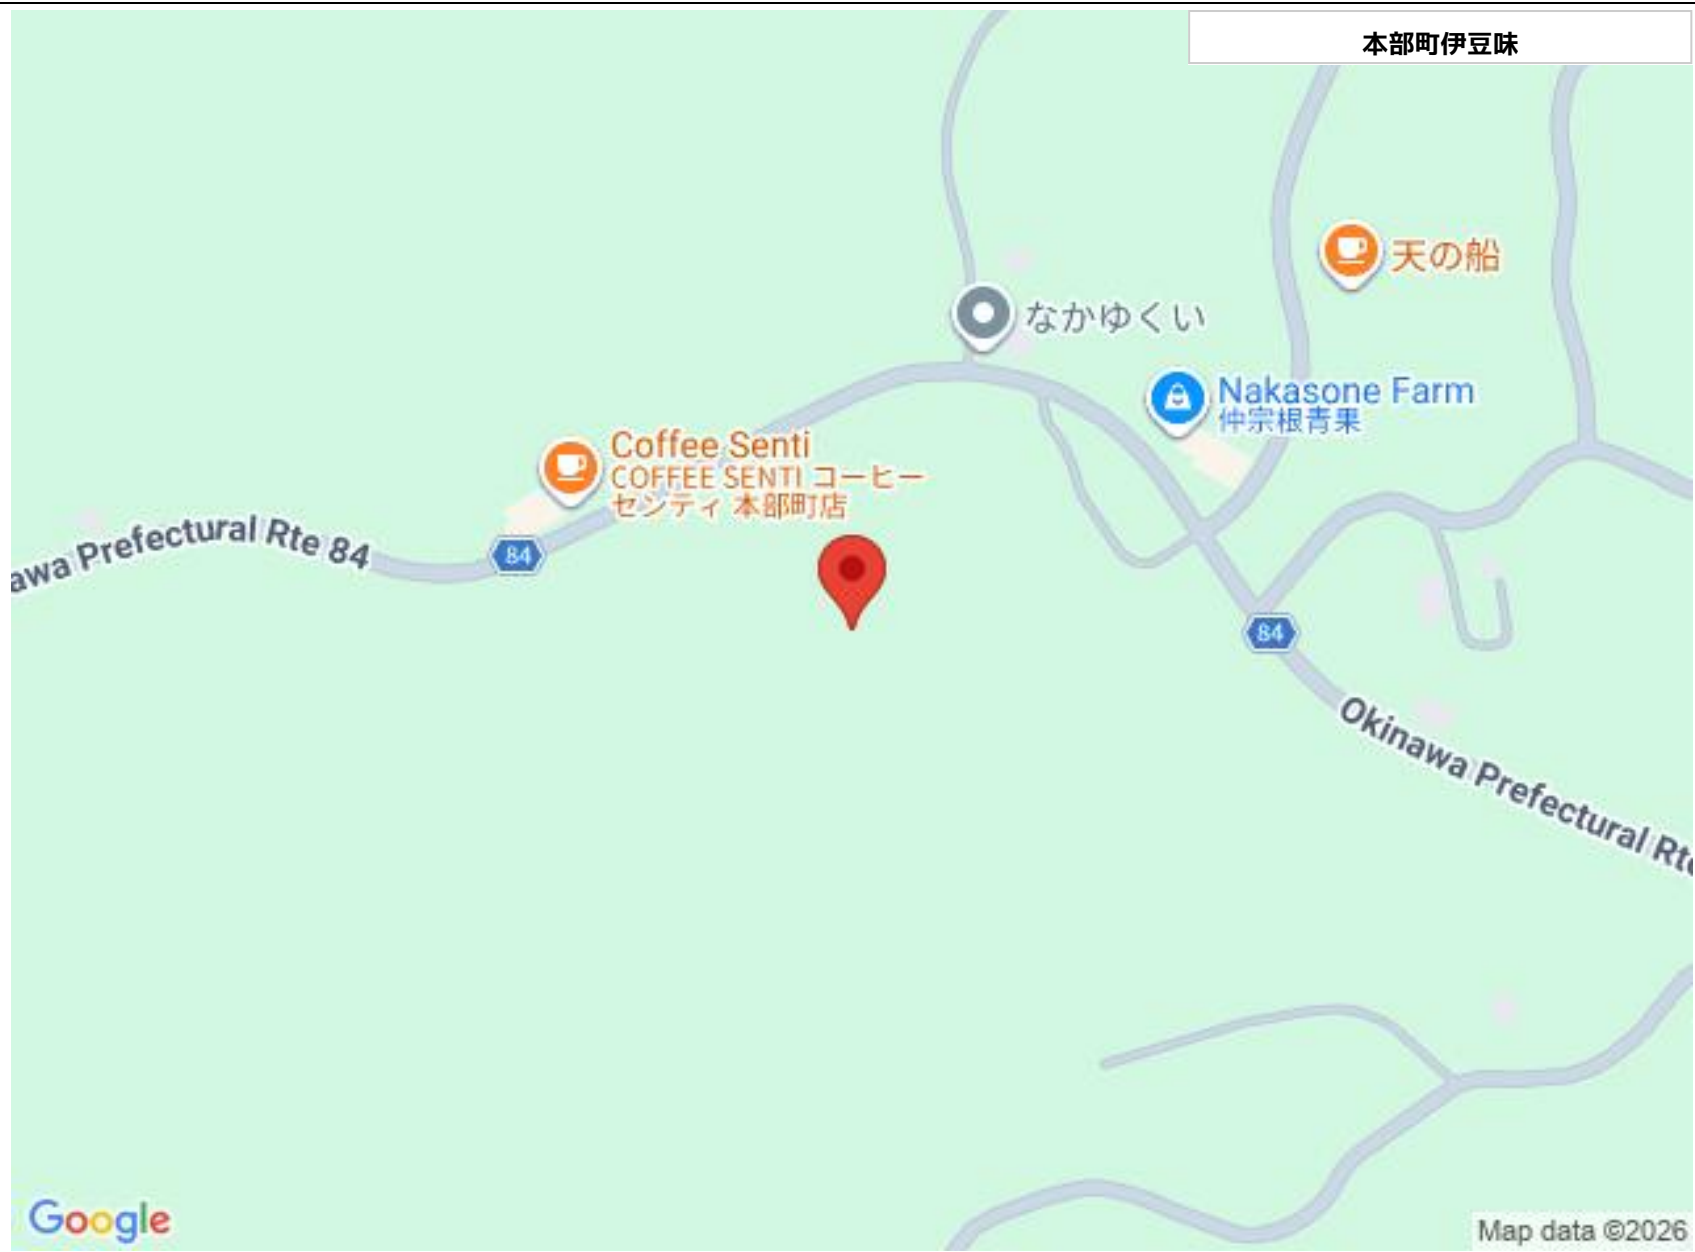 本部町伊豆味
天の船
なかゆくい
Nakasone Farm
仲宗根青果
Coffee Senti
COFFEE SENTI コーヒー
センティ 本部町店
awa Prefectural Rte 84
84
84
Okinawa Prefectural Rte
Google
Map data ©2026